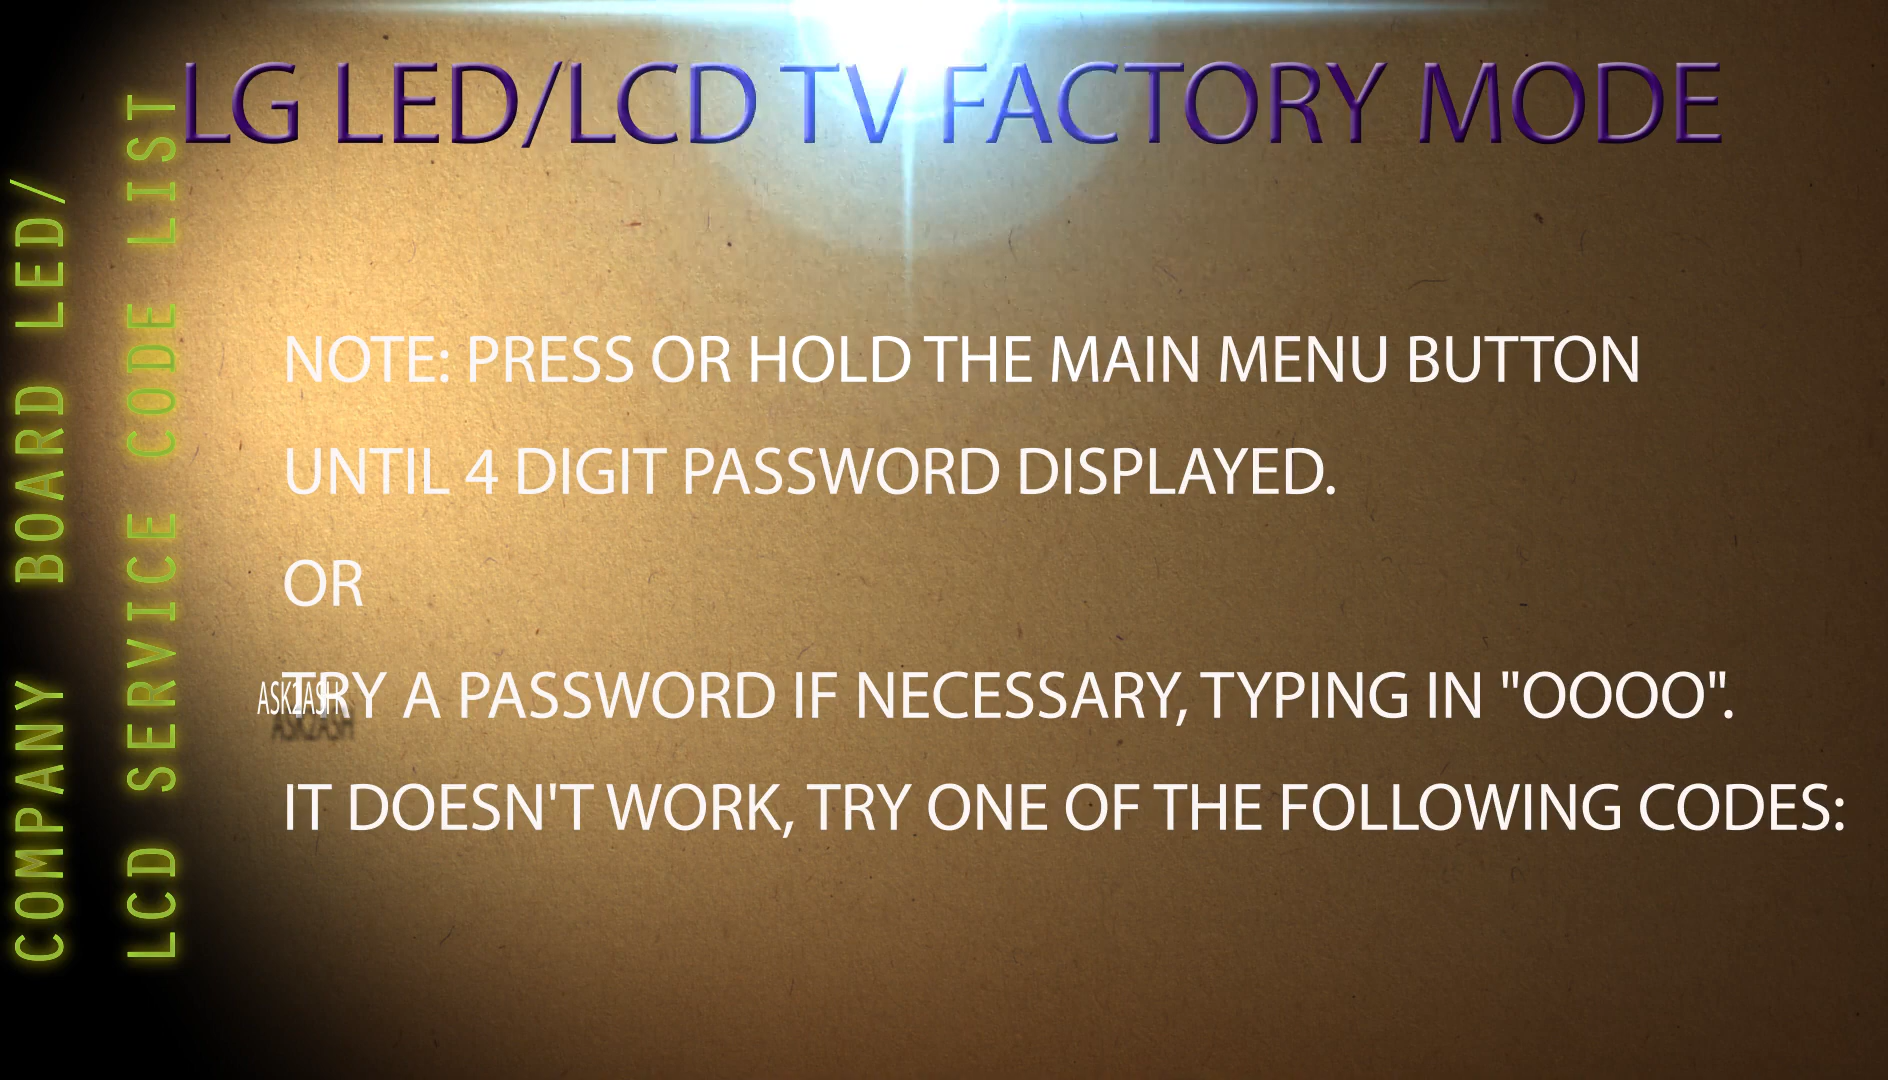 LG LED/LCD TV FACTORY MODE
COMPANY BOARD LED/
LCD SERVICE CODE LIST
NOTE: PRESS OR HOLD THE MAIN MENU BUTTON
UNTIL 4 DIGIT PASSWORD DISPLAYED.
OR
TRY A PASSWORD IF NECESSARY, TYPING IN "OOOO".
ASK2ASH
IT DOESN'T WORK, TRY ONE OF THE FOLLOWING CODES: